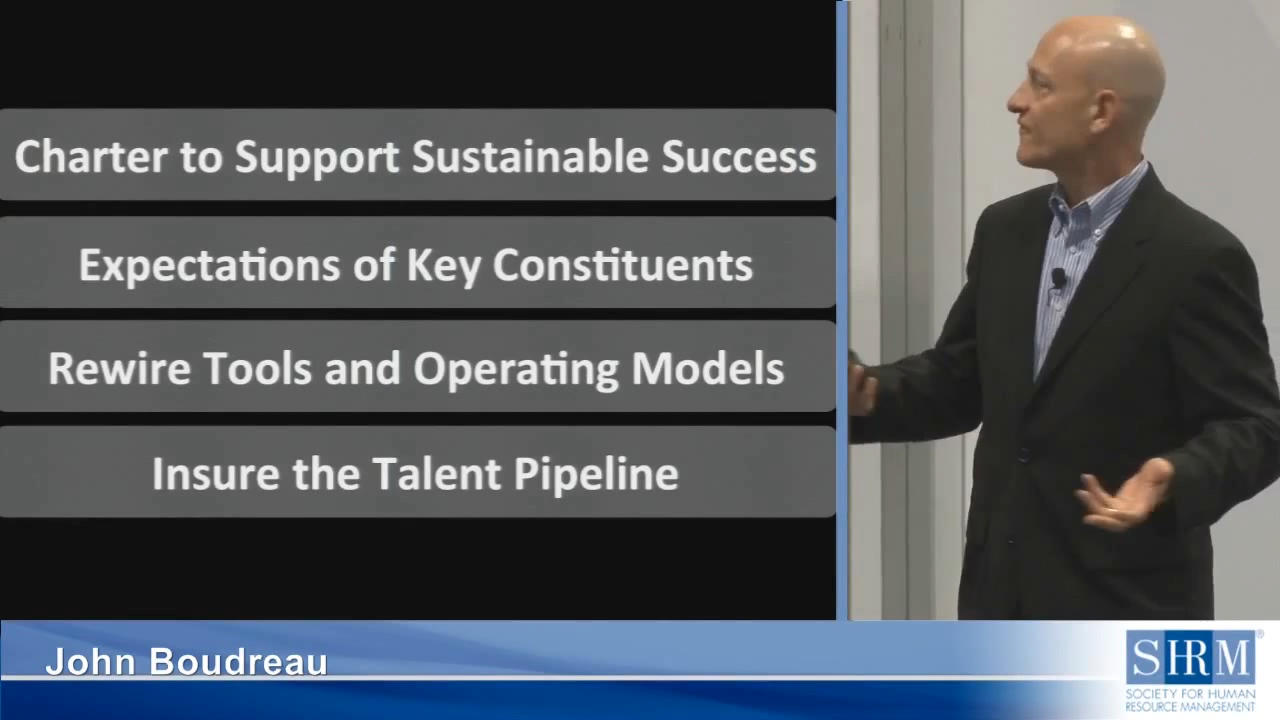 Charter to Support Sustainable Success
Expectations of Key Constituents
Rewire Tools and Operating Models
Insure the Talent Pipeline
John Boudreau
SHRM®
SOCIETY FOR HUMAN
RESOURCE MANAGEMENT